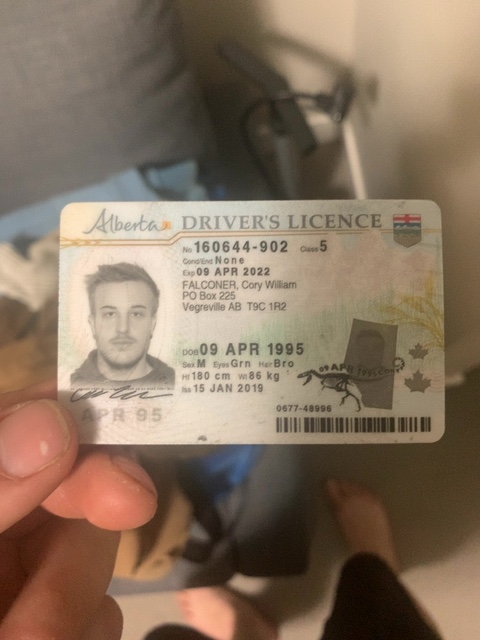 Alberta DRIVER'S LICENCE
No 160644-902 Class 5
Cond/End None
Exp 09 APR 2022
FALCONER, Cory William
PO Box 225
Vegreville AB T9C 1R2
DOB 09 APR 1995
Sex M Eyes Grn Hair Bro
Ht 180 cm Wt 86 kg
Iss 15 JAN 2019
APR 95
0677-48996